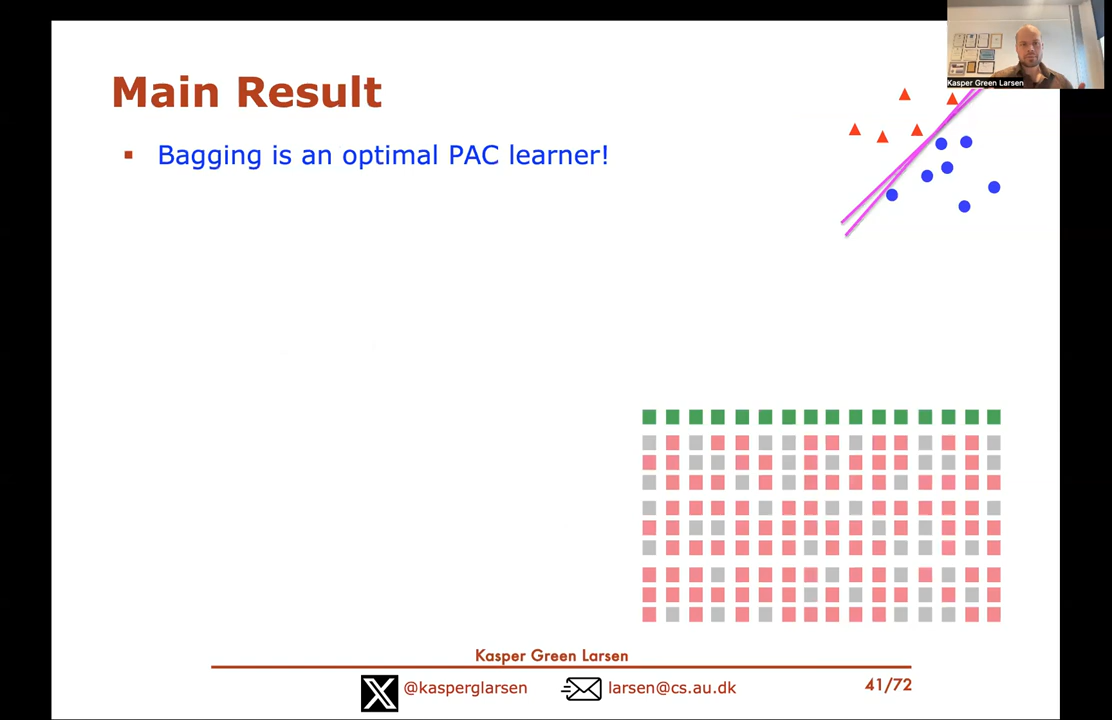 Kasper Green Larsen
Main Result
Bagging is an optimal PAC learner!
Kasper Green Larsen
@kasperglarsen
larsen@cs.au.dk
41/72